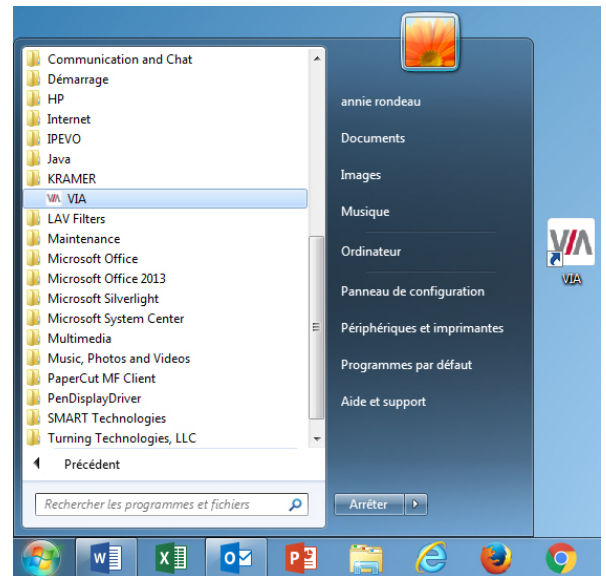 Communication and Chat
Démarrage
HP
Internet
IPEVO
Java
KRAMER
VIA VIA
LAV Filters
Maintenance
Microsoft Office
Microsoft Office 2013
Microsoft Silverlight
Microsoft System Center
Multimedia
Music, Photos and Videos
PaperCut MF Client
PenDisplayDriver
SMART Technologies
Turning Technologies, LLC
Précédent
Rechercher les programmes et fichiers
annie rondeau
Documents
Images
Musique
Ordinateur
Panneau de configuration
Périphériques et imprimantes
Programmes par défaut
Aide et support
Arrêter
VIA
VIA
W
X
O
P